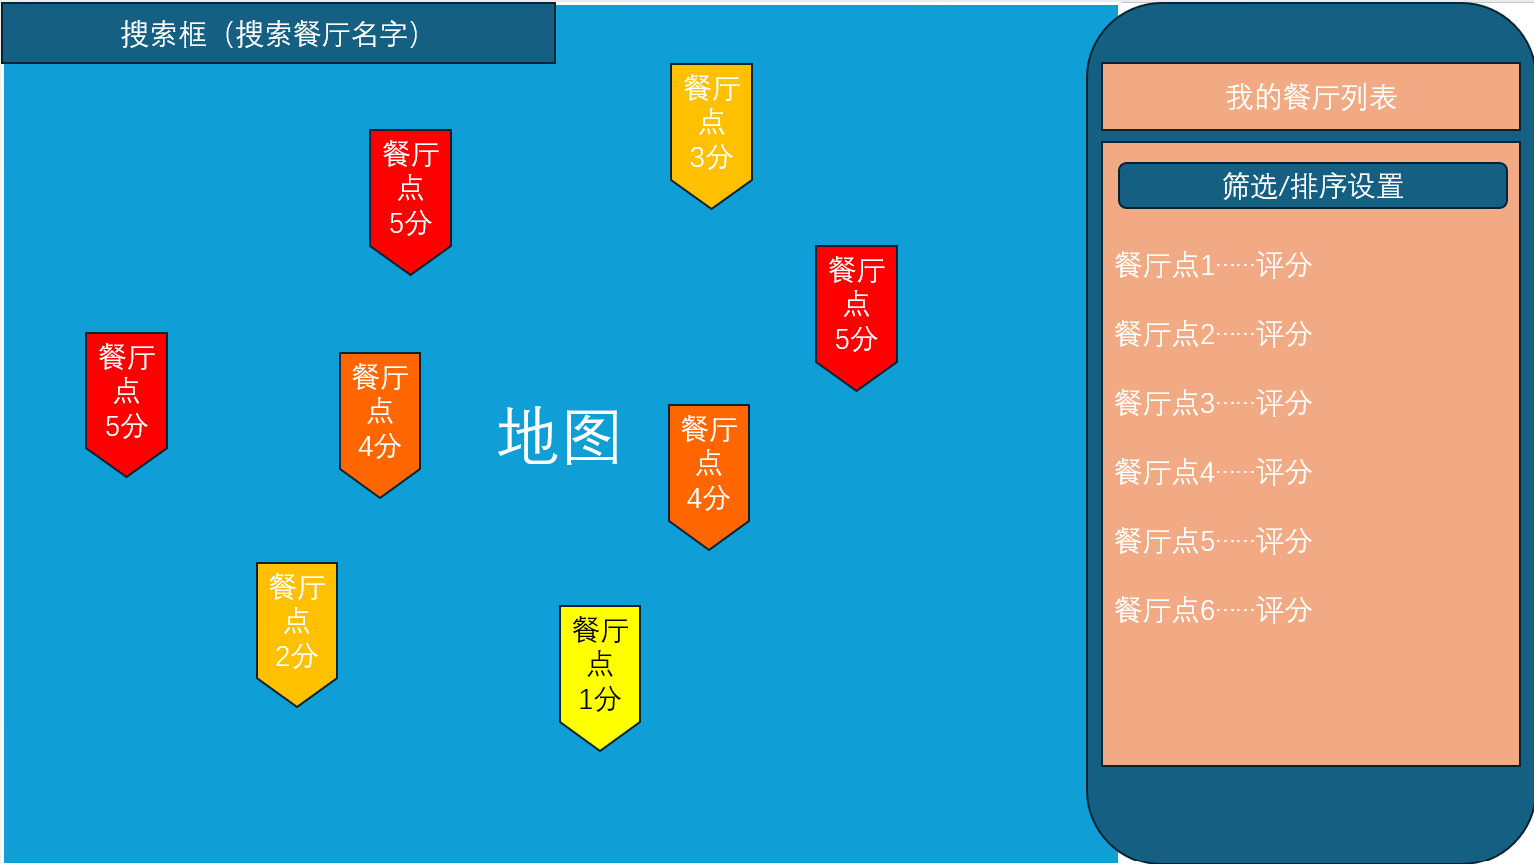 搜索框（搜索餐厅名字）
餐厅
点
3分
餐厅
点
5分
餐厅
点
5分
餐厅
点
5分
餐厅
点
4分
地图
餐厅
点
4分
餐厅
点
2分
餐厅
点
1分
我的餐厅列表
筛选/排序设置
餐厅点1……评分
餐厅点2……评分
餐厅点3……评分
餐厅点4……评分
餐厅点5……评分
餐厅点6……评分